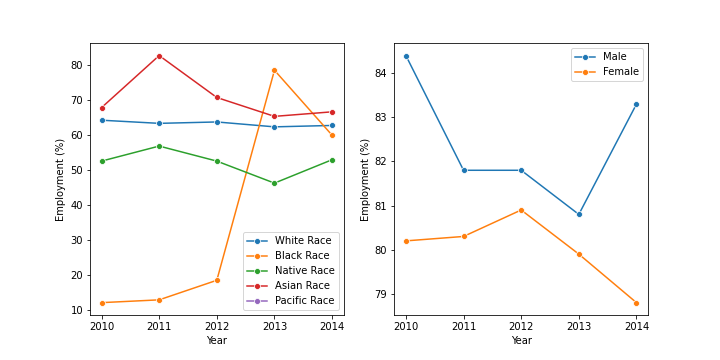 80
70
60
50
40
30
20
10
Employment (%)
2010 2011 2012 2013 2014
Year
White Race
Black Race
Native Race
Asian Race
Pacific Race
84
83
82
81
80
79
Employment (%)
2010 2011 2012 2013 2014
Year
Male
Female